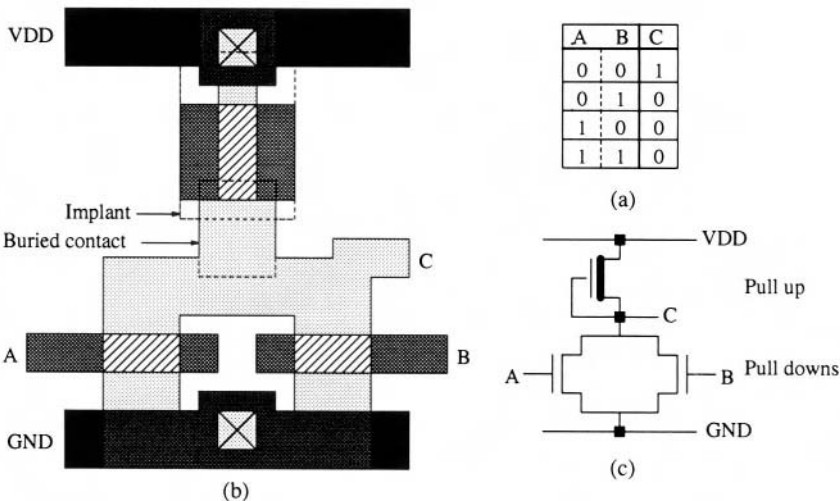 VDD
Implant
Buried contact
C
A
B
GND
(b)
A B C
0 0 1
0 1 0
1 0 0
1 1 0
(a)
VDD
Pull up
C
A
B
Pull downs
GND
(c)